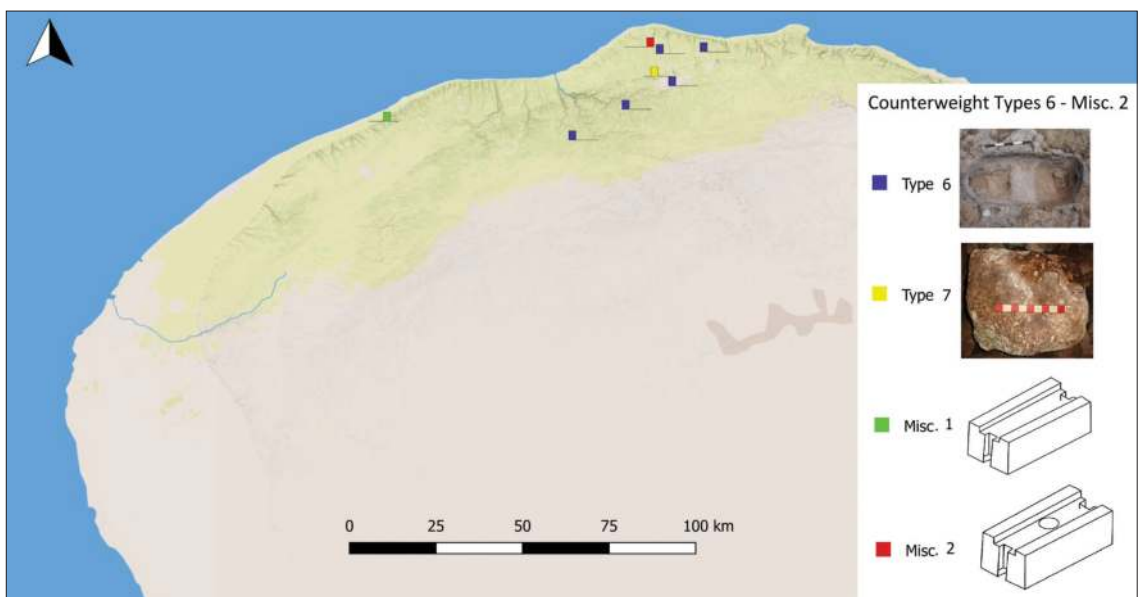 Counterweight Types 6 - Misc. 2
Type 6
Type 7
Misc. 1
Misc. 2
0 25 50 75 100 km